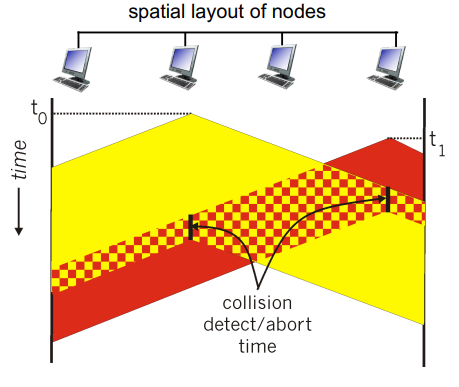 spatial layout of nodes
t0
t1
time
collision
detect/abort
time